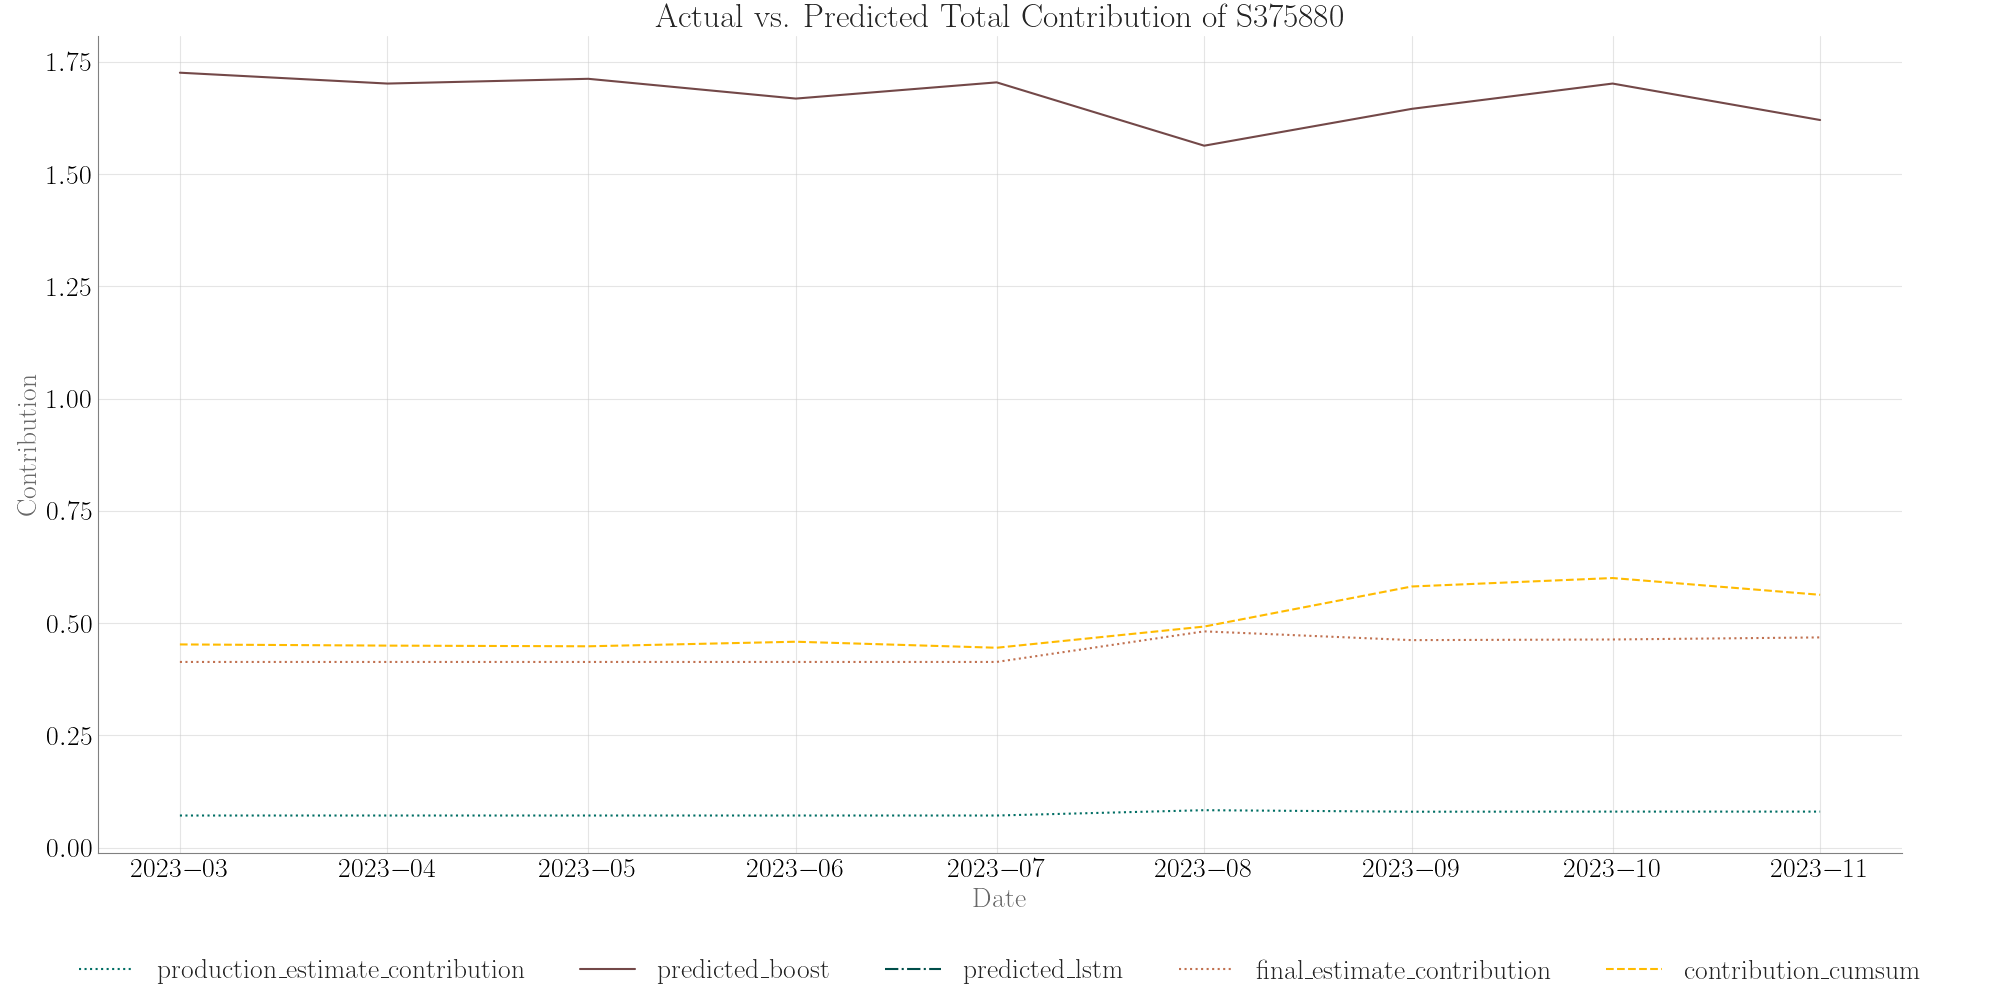 Actual vs. Predicted Total Contribution of S375880
1.75
1.50
1.25
1.00
0.75
0.50
0.25
0.00
Contribution
2023–03 2023–04 2023–05 2023–06 2023–07 2023–08 2023–09 2023–10 2023–11
Date
production_estimate_contribution predicted_boost predicted_lstm final_estimate_contribution contribution_cumsum